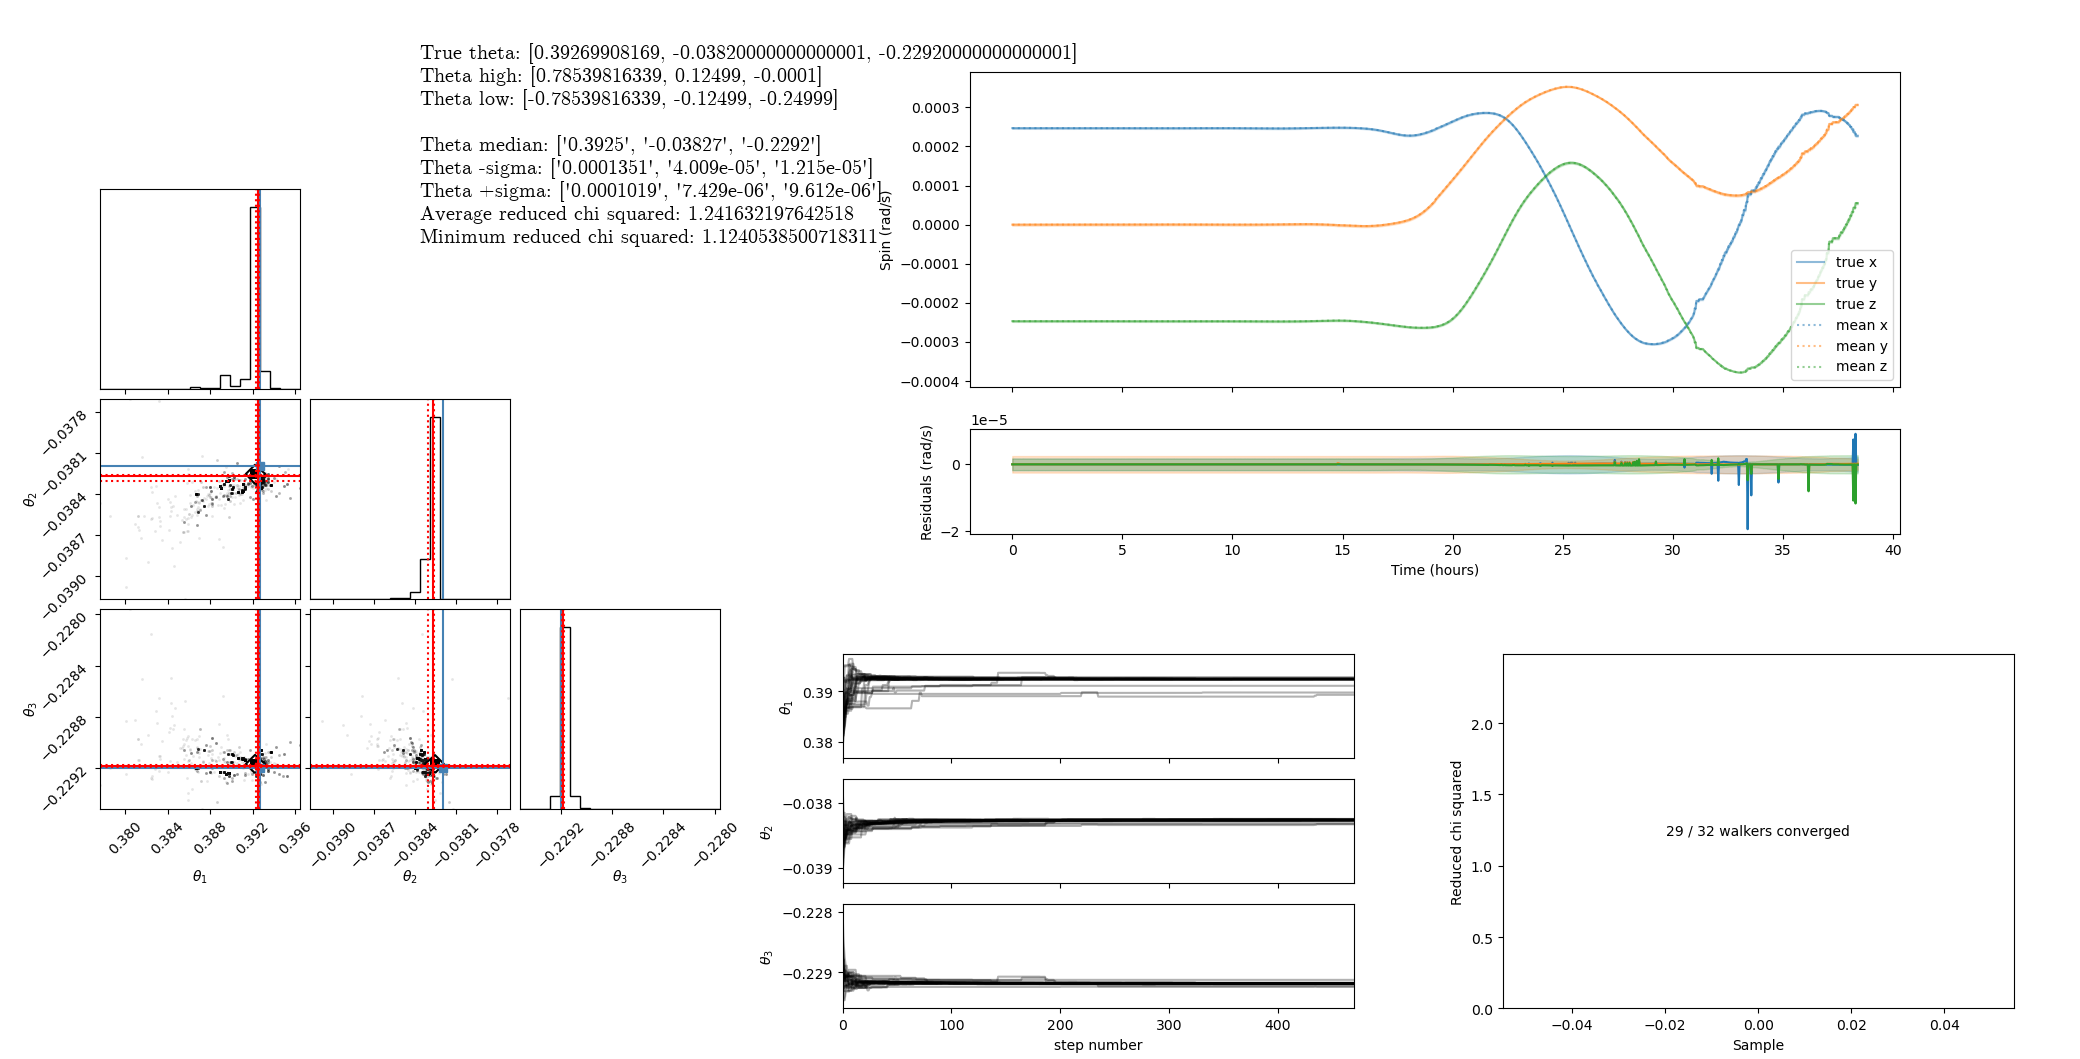 True theta: [0.39269908169, -0.03820000000000001, -0.22920000000000001]
Theta high: [0.78539816339, 0.12499, -0.0001]
Theta low: [-0.78539816339, -0.12499, -0.24999]
Theta median: ['0.3925', '-0.03827', '-0.2292']
Theta -sigma: ['0.0001351', '4.009e-05', '1.215e-05']
Theta +sigma: ['0.0001019', '7.429e-06', '9.612e-06']
Average reduced chi squared: 1.241632197642518
Minimum reduced chi squared: 1.1240538500718311
θ2
−0.0378
−0.0381
−0.0384
−0.0387
−0.0390
θ3
−0.2280
−0.2284
−0.2288
−0.2292
0.380 0.384 0.388 0.392 0.396
θ1
−0.0390 −0.0387 −0.0384 −0.0381 −0.0378
θ2
−0.2292 −0.2288 −0.2284 −0.2280
θ3
Spin (rad/s)
0.0003
0.0002
0.0001
0.0000
−0.0001
−0.0002
−0.0003
−0.0004
true x
true y
true z
mean x
mean y
mean z
1e−5
Residuals (rad/s)
0
−2
0 5 10 15 20 25 30 35 40
Time (hours)
θ1
0.39
0.38
θ2
−0.038
−0.039
θ3
−0.228
−0.229
0 100 200 300 400
step number
Reduced chi squared
2.0
1.5
1.0
0.5
0.0
29 / 32 walkers converged
−0.04 −0.02 0.00 0.02 0.04
Sample